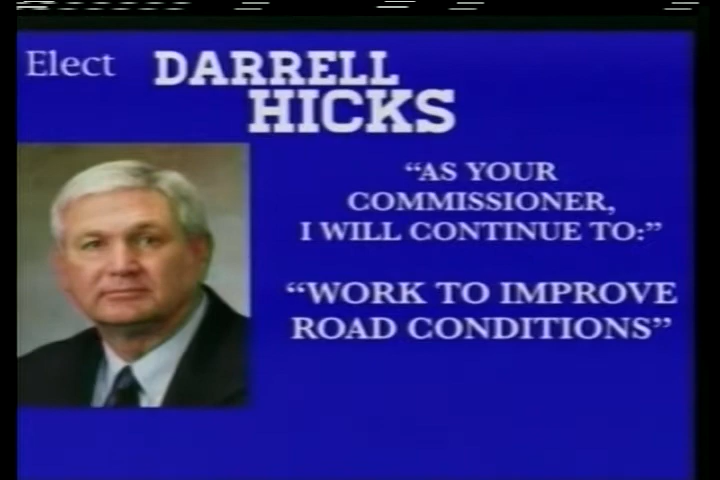 Elect DARRELL
HICKS
“AS YOUR
COMMISSIONER,
I WILL CONTINUE TO:”
“WORK TO IMPROVE
ROAD CONDITIONS”